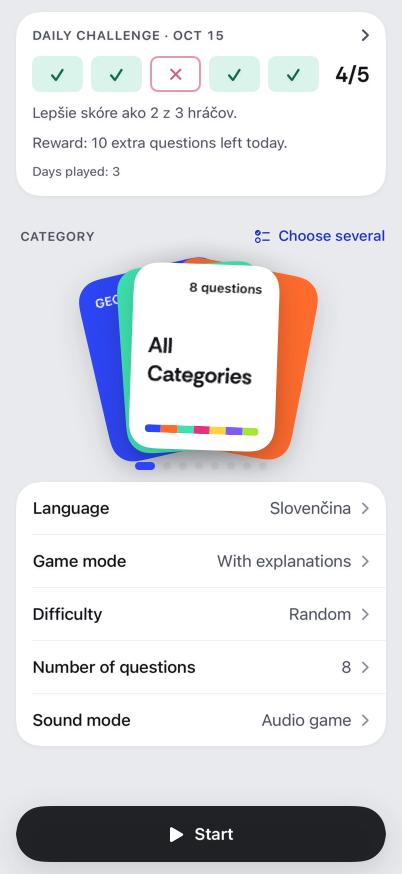 DAILY CHALLENGE · OCT 15
4/5
Lepšie skóre ako 2 z 3 hráčov.
Reward: 10 extra questions left today.
Days played: 3
CATEGORY
Choose several
8 questions
All
Categories
Language
Slovenčina
Game mode
With explanations
Difficulty
Random
Number of questions
8
Sound mode
Audio game
Start